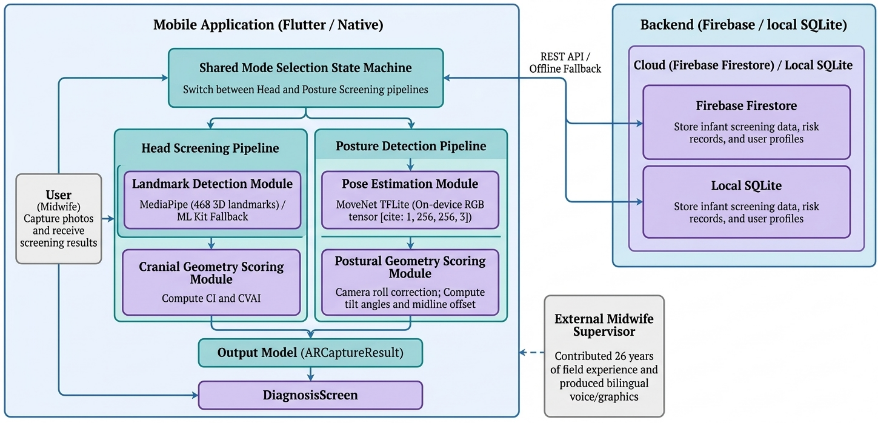 Mobile Application (Flutter / Native)
Shared Mode Selection State Machine
Switch between Head and Posture Screening pipelines
Head Screening Pipeline
Landmark Detection Module
MediaPipe (468 3D landmarks) /
ML Kit Fallback
Cranial Geometry Scoring
Module
Compute CI and CVAI
Posture Detection Pipeline
Pose Estimation Module
MoveNet TFLite (On-device RGB
tensor [cite: 1, 256, 256, 3])
Postural Geometry Scoring
Module
Camera roll correction; Compute
tilt angles and midline offset
User
(Midwife)
Capture photos
and receive
screening results
Output Model (ARCaptureResult)
DiagnosisScreen
REST API /
Offline Fallback
Backend (Firebase / local SQLite)
Cloud (Firebase Firestore) / Local SQLite
Firebase Firestore
Store infant screening data, risk
records, and user profiles
Local SQLite
Store infant screening data, risk
records, and user profiles
External Midwife
Supervisor
Contributed 26 years
of field experience and
produced bilingual
voice/graphics